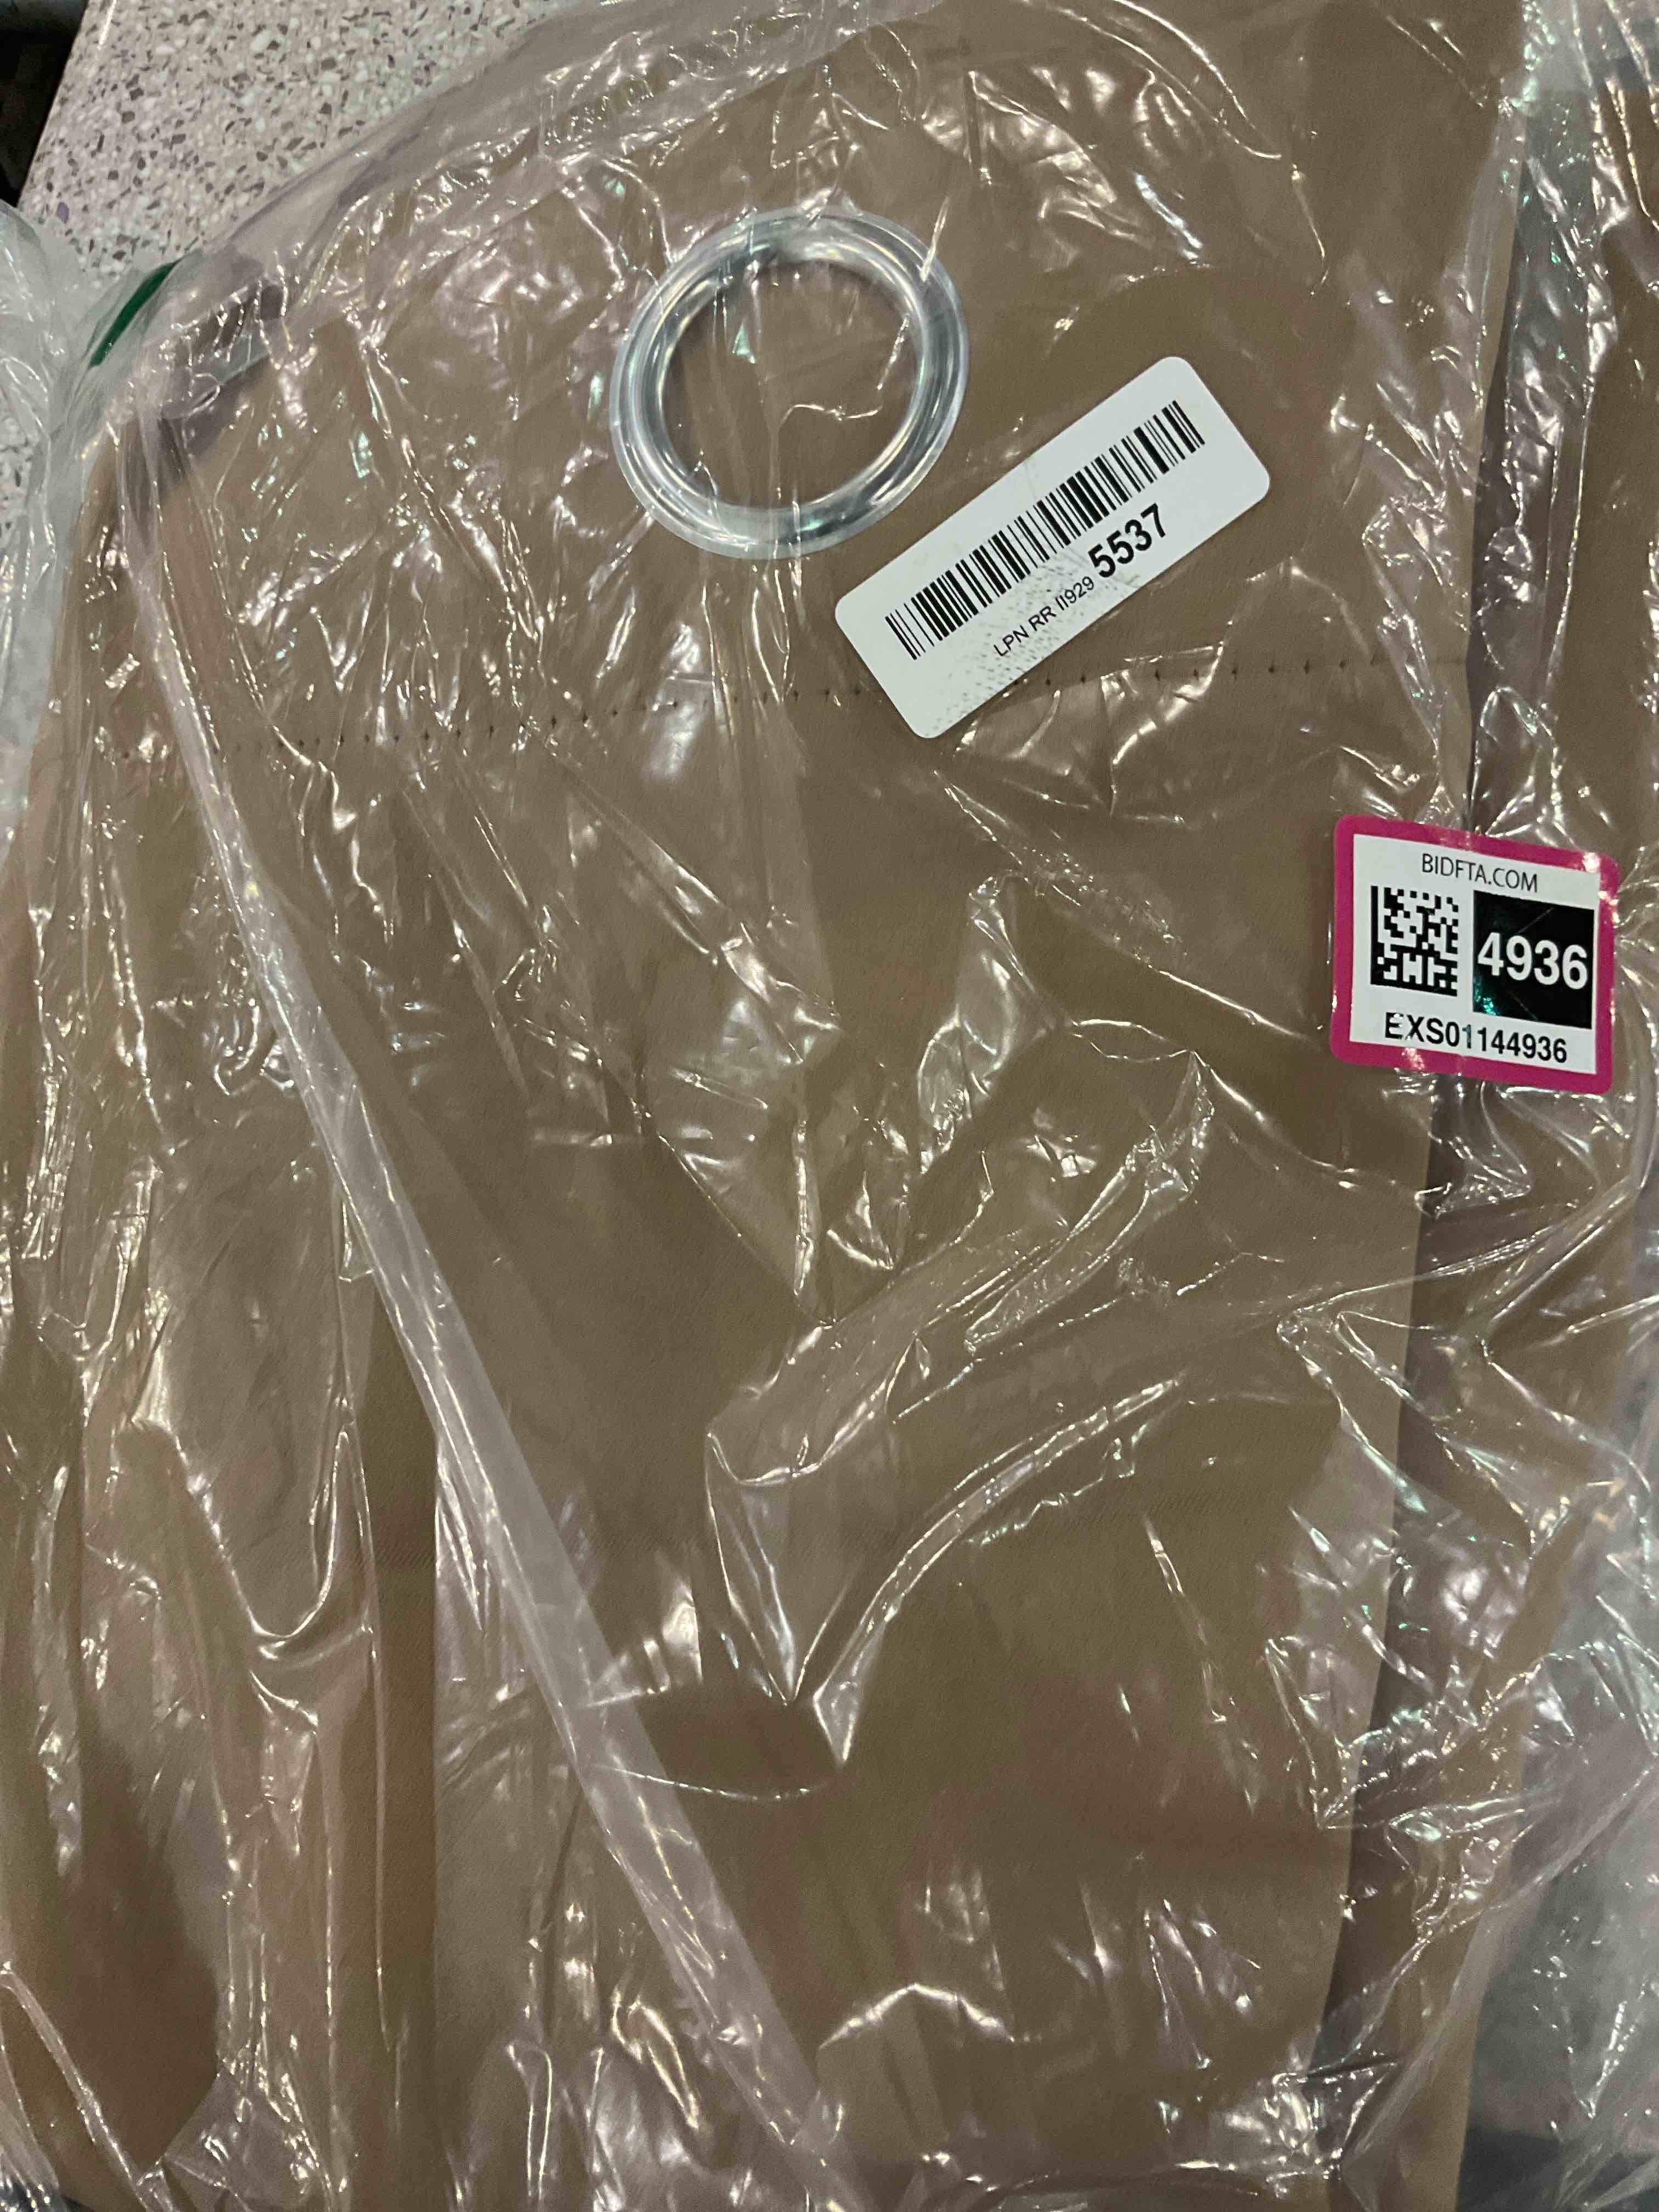 LPN RR II929 5537
BIDFTA.COM
4936
EXS01144936